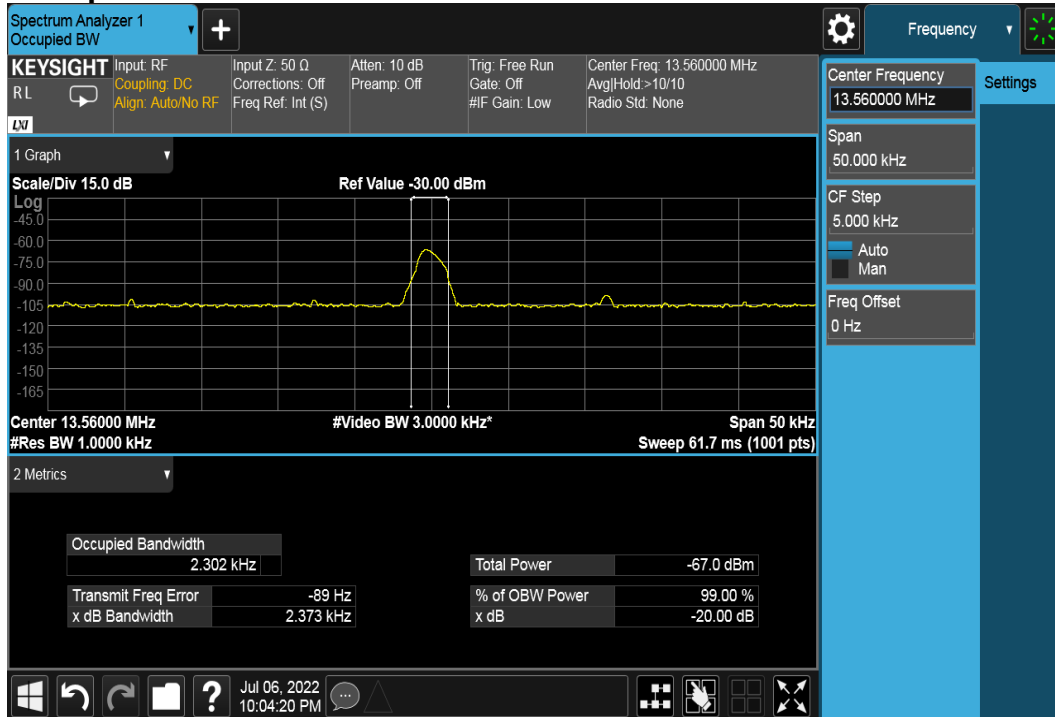 Spectrum Analyzer 1
Occupied BW
+
Frequency
KEYSIGHT
RL
LXI
Input: RF
Coupling: DC
Align: Auto/No RF
Input Z: 50 Ω
Corrections: Off
Freq Ref: Int (S)
Atten: 10 dB
Preamp: Off
Trig: Free Run
Gate: Off
#IF Gain: Low
Center Freq: 13.560000 MHz
Avg|Hold:>10/10
Radio Std: None
Center Frequency
13.560000 MHz
Settings
Span
50.000 kHz
CF Step
5.000 kHz
Auto
Man
Freq Offset
0 Hz
1 Graph
Scale/Div 15.0 dB
Ref Value -30.00 dBm
Log
-45.0
-60.0
-75.0
-90.0
-105
-120
-135
-150
-165
Center 13.56000 MHz
#Video BW 3.0000 kHz*
Span 50 kHz
#Res BW 1.0000 kHz
Sweep 61.7 ms (1001 pts)
2 Metrics
Occupied Bandwidth
2.302 kHz
Total Power -67.0 dBm
Transmit Freq Error -89 Hz
% of OBW Power 99.00 %
x dB Bandwidth 2.373 kHz
x dB -20.00 dB
?
Jul 06, 2022
10:04:20 PM